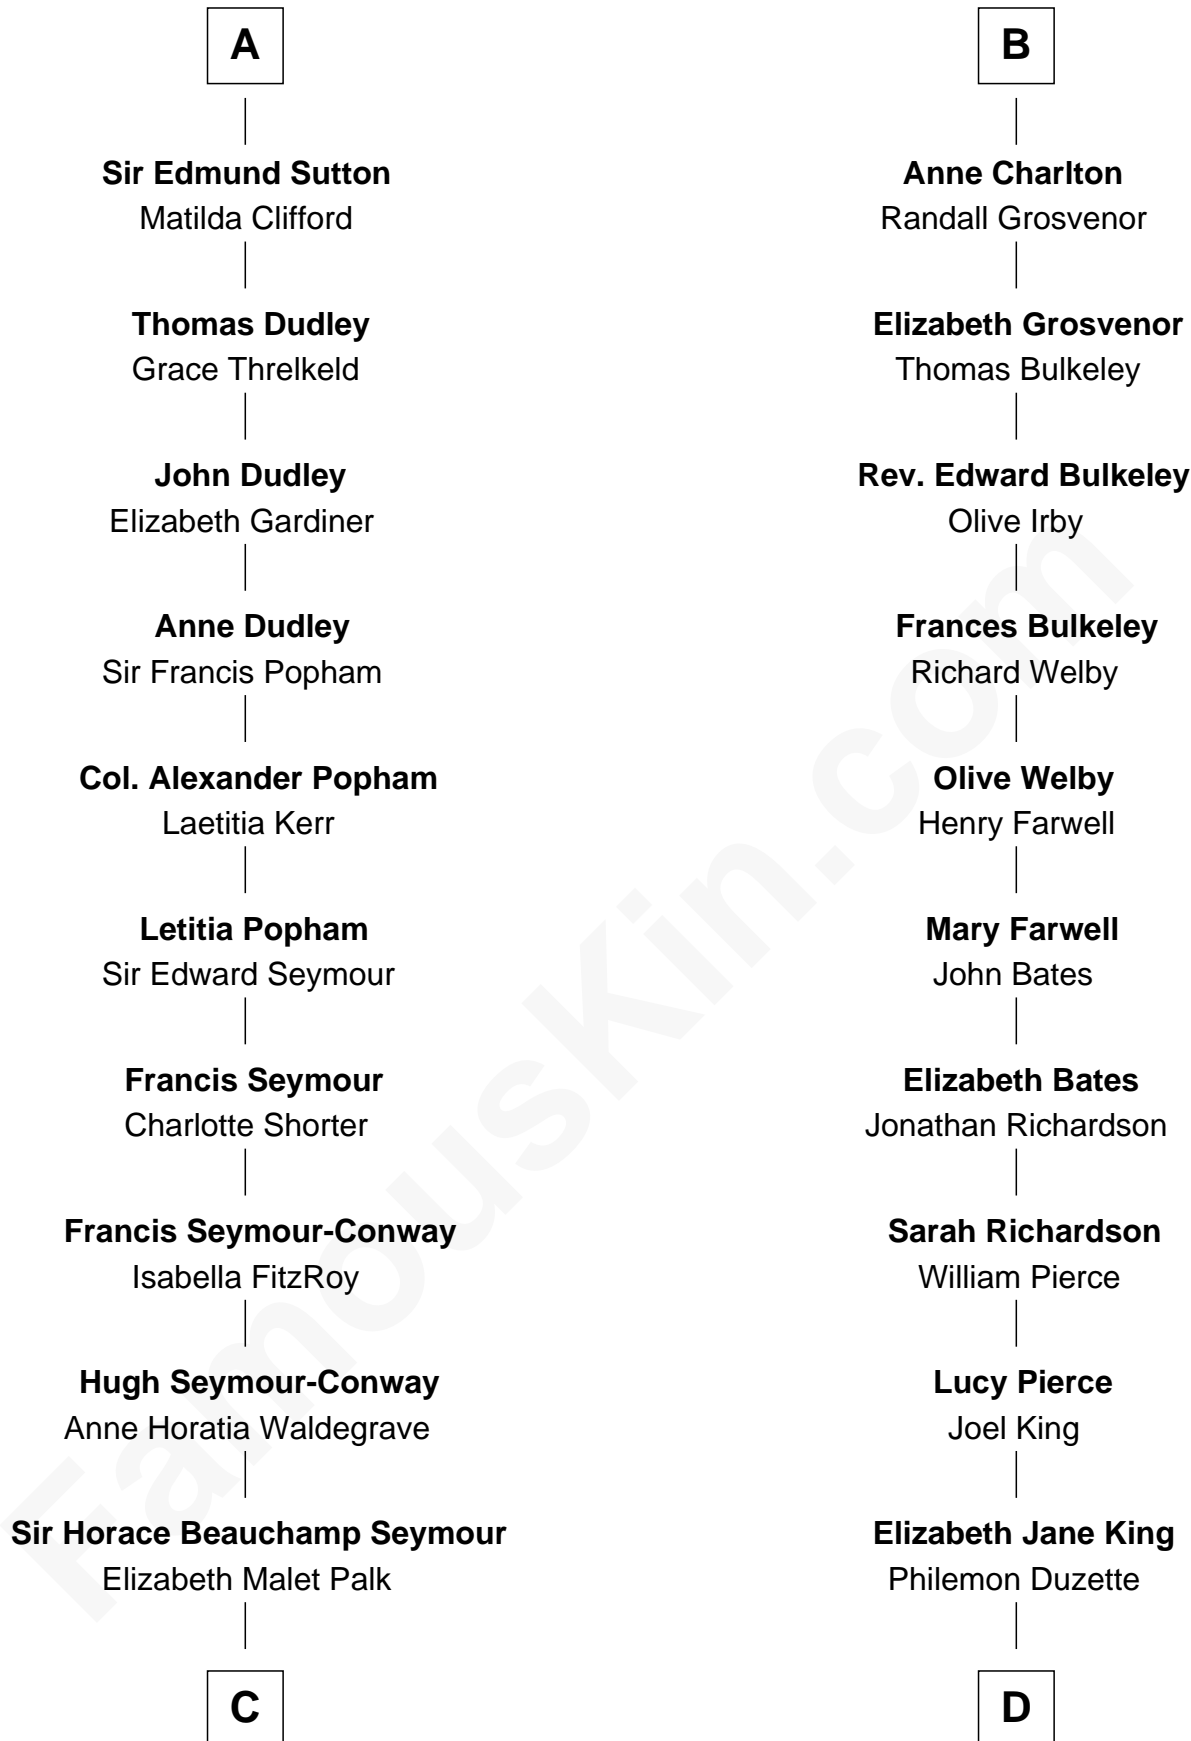 A
Sir Edmund Sutton
Matilda Clifford
Thomas Dudley
Grace Threlkeld
John Dudley
Elizabeth Gardiner
Anne Dudley
Sir Francis Popham
Col. Alexander Popham
Laetitia Kerr
Letitia Popham
Sir Edward Seymour
Francis Seymour
Charlotte Shorter
Francis Seymour-Conway
Isabella FitzRoy
Hugh Seymour-Conway
Anne Horatia Waldegrave
Sir Horace Beauchamp Seymour
Elizabeth Malet Palk
C
B
Anne Charlton
Randall Grosvenor
Elizabeth Grosvenor
Thomas Bulkeley
Rev. Edward Bulkeley
Olive Irby
Frances Bulkeley
Richard Welby
Olive Welby
Henry Farwell
Mary Farwell
John Bates
Elizabeth Bates
Jonathan Richardson
Sarah Richardson
William Pierce
Lucy Pierce
Joel King
Elizabeth Jane King
Philemon Duzette
D
FamousKin.com